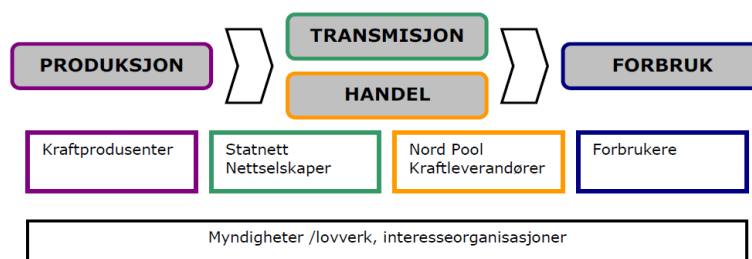 PRODUKSJON
TRANSMISJON
HANDEL
FORBRUK
Kraftprodusenter
Statnett
Nettselskaper
Nord Pool
Kraftleverandører
Forbrukere
Myndigheter /lovverk, interesseorganisasjoner